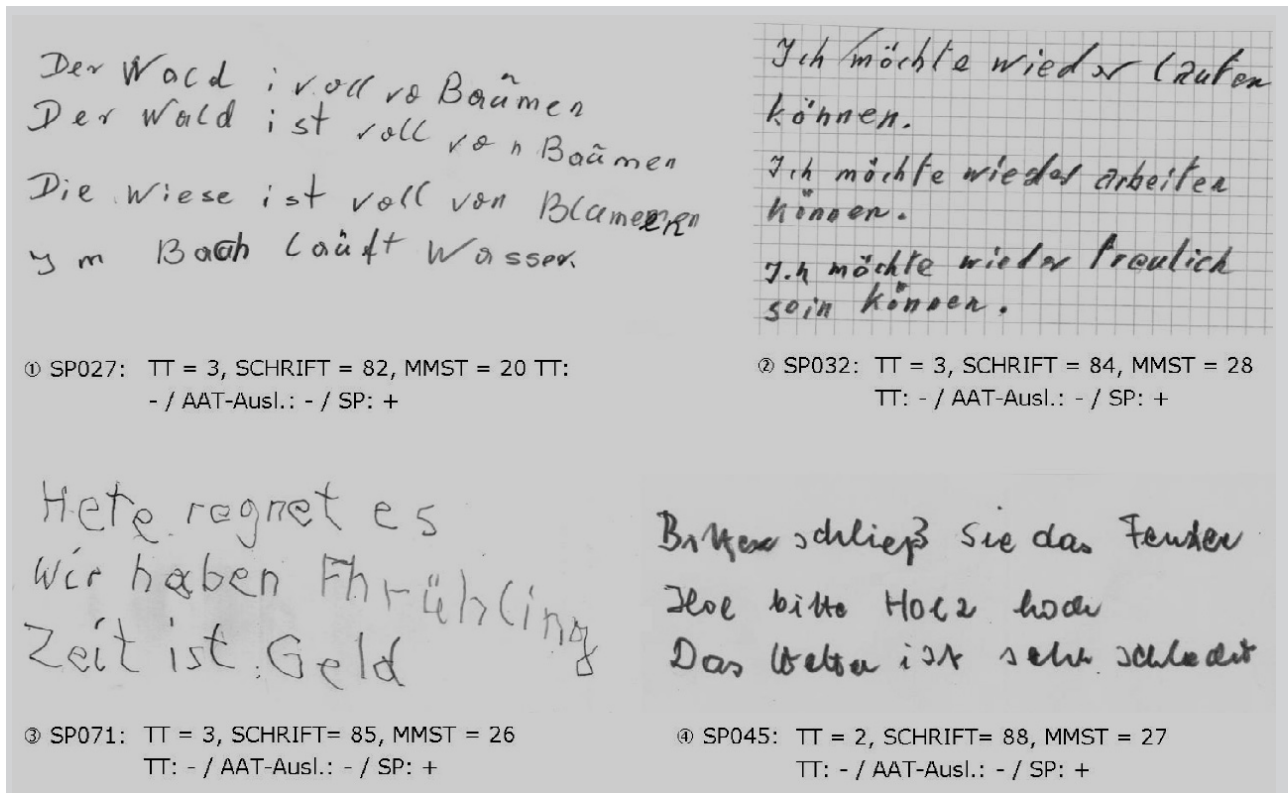 Der Wacd i voll vo Baümen
Der Wald ist voll von Baümen
Die Wiese ist voll von
Ym Bach Laüft Wasser.
① SP027: TT = 3, SCHRIFT = 82, MMST = 20 TT:
- / AAT-Ausl.: - / SP: +
Ich möchte wieder laufen
können.
Ich möchte wieder arbeiten
können.
möchte wieder
sein können.
② SP032: TT = 3, SCHRIFT = 84, MMST = 28
TT: - / AAT-Ausl.: - / SP: +
Hete regnet es
Wir haben Fhrühling
Zeit ist Geld
③ SP071: TT = 3, SCHRIFT= 85, MMST = 26
TT: - / AAT-Ausl.: - / SP: +
schließ Sie das Fenster
bitte Holz hoch
Das Wetter ist sehr schlecht
④ SP045: TT = 2, SCHRIFT= 88, MMST = 27
TT: - / AAT-Ausl.: - / SP: +